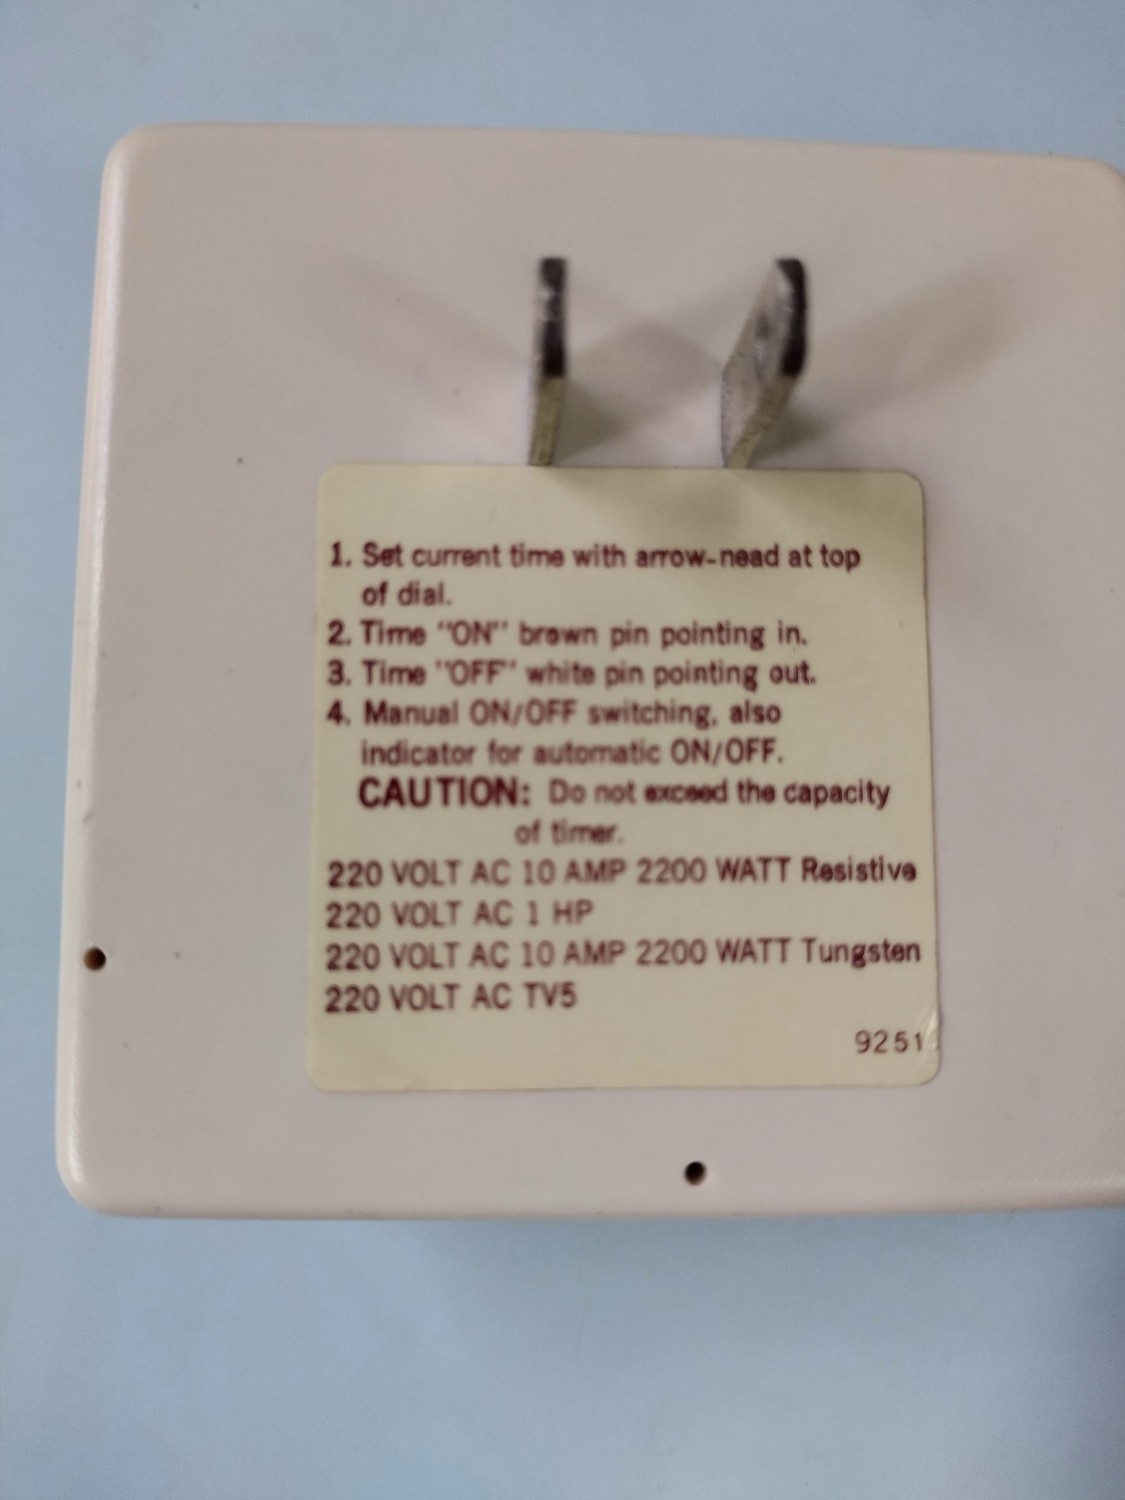 1. Set current time with arrow-nead at top
of dial.
2. Time "ON" brown pin pointing in.
3. Time "OFF" white pin pointing out.
4. Manual ON/OFF switching, also
indicator for automatic ON/OFF.
CAUTION: Do not exceed the capacity
of timer.
220 VOLT AC 10 AMP 2200 WATT Resistive
220 VOLT AC 1 HP
220 VOLT AC 10 AMP 2200 WATT Tungsten
220 VOLT AC TV5
9251